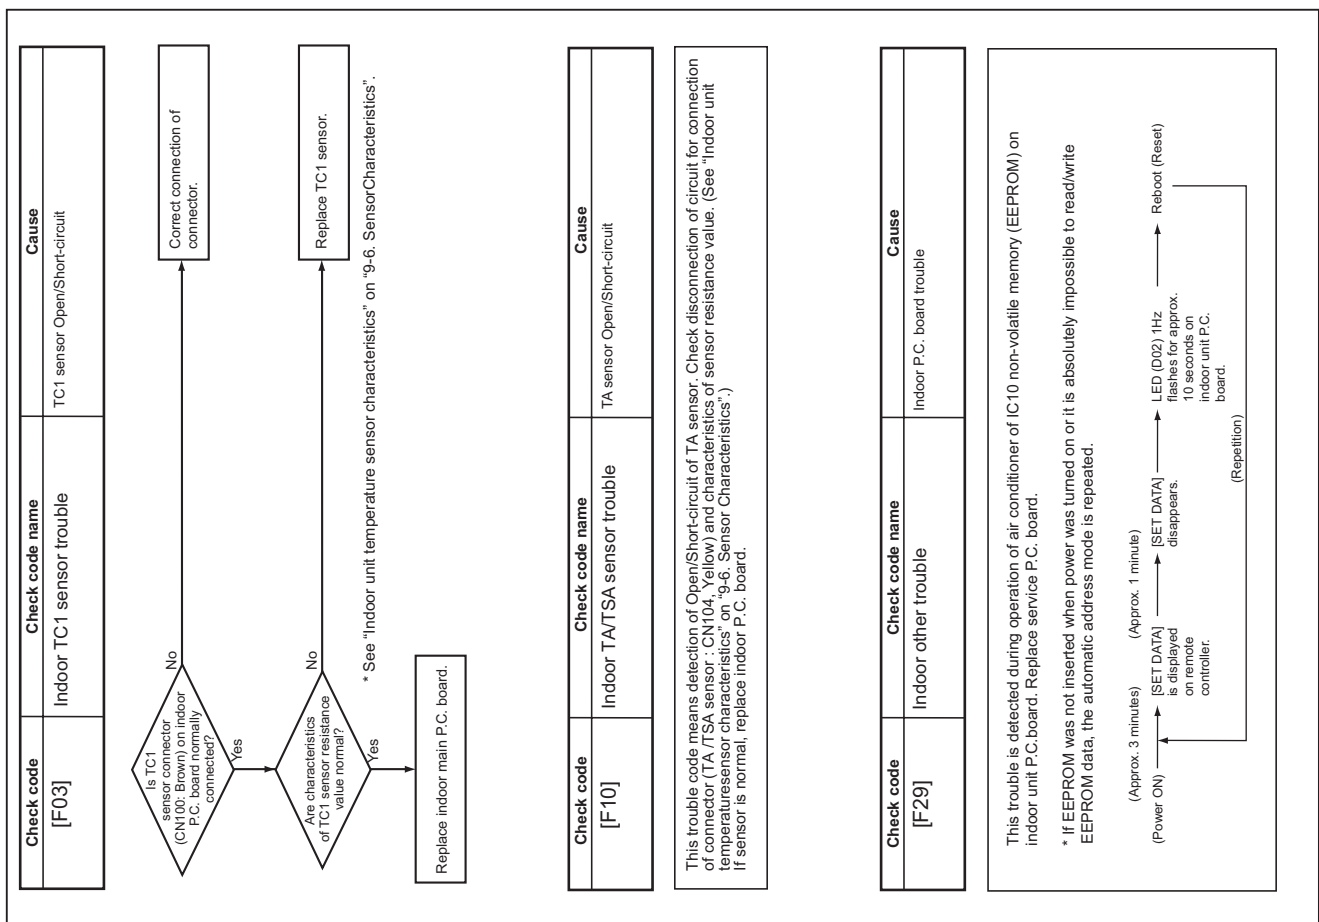 Check code Check code name Cause
[F03] Indoor TC1 sensor trouble TC1 sensor Open/Short-circuit
Is TC1
sensor connector
(CN100: Brown) on indoor
P.C. board normally
connected?
No
Correct connection of
connector.
Yes
Are characteristics
of TC1 sensor resistance
value normal?
No
Replace TC1 sensor.
Yes
* See “Indoor unit temperature sensor characteristics” on “9-6. SensorCharacteristics”.
Replace indoor main P.C. board.
Check code Check code name Cause
[F10] Indoor TA/TSA sensor trouble TA sensor Open/Short-circuit
This trouble code means detection of Open/Short-circuit of TA sensor. Check disconnection of circuit for connection
of connector (TA /TSA sensor : CN104, Yellow) and characteristics of sensor resistance value. (See “Indoor unit
temperaturesensor characteristics” on “9-6. Sensor Characteristics”.)
If sensor is normal, replace indoor P.C. board.
Check code Check code name Cause
[F29] Indoor other trouble Indoor P.C. board trouble
This trouble is detected during operation of air conditioner of IC10 non-volatile memory (EEPROM) on
indoor unit P.C.board. Replace service P.C. board.
* If EEPROM was not inserted when power was turned on or it is absolutely impossible to read/write
EEPROM data, the automatic address mode is repeated.
(Approx. 3 minutes) (Approx. 1 minute)
(Power ON) [SET DATA] [SET DATA] LED (D02) 1Hz Reboot (Reset)
is displayed disappears. flashes for approx.
on remote 10 seconds on
controller. indoor unit P.C.
board.
(Repetition)